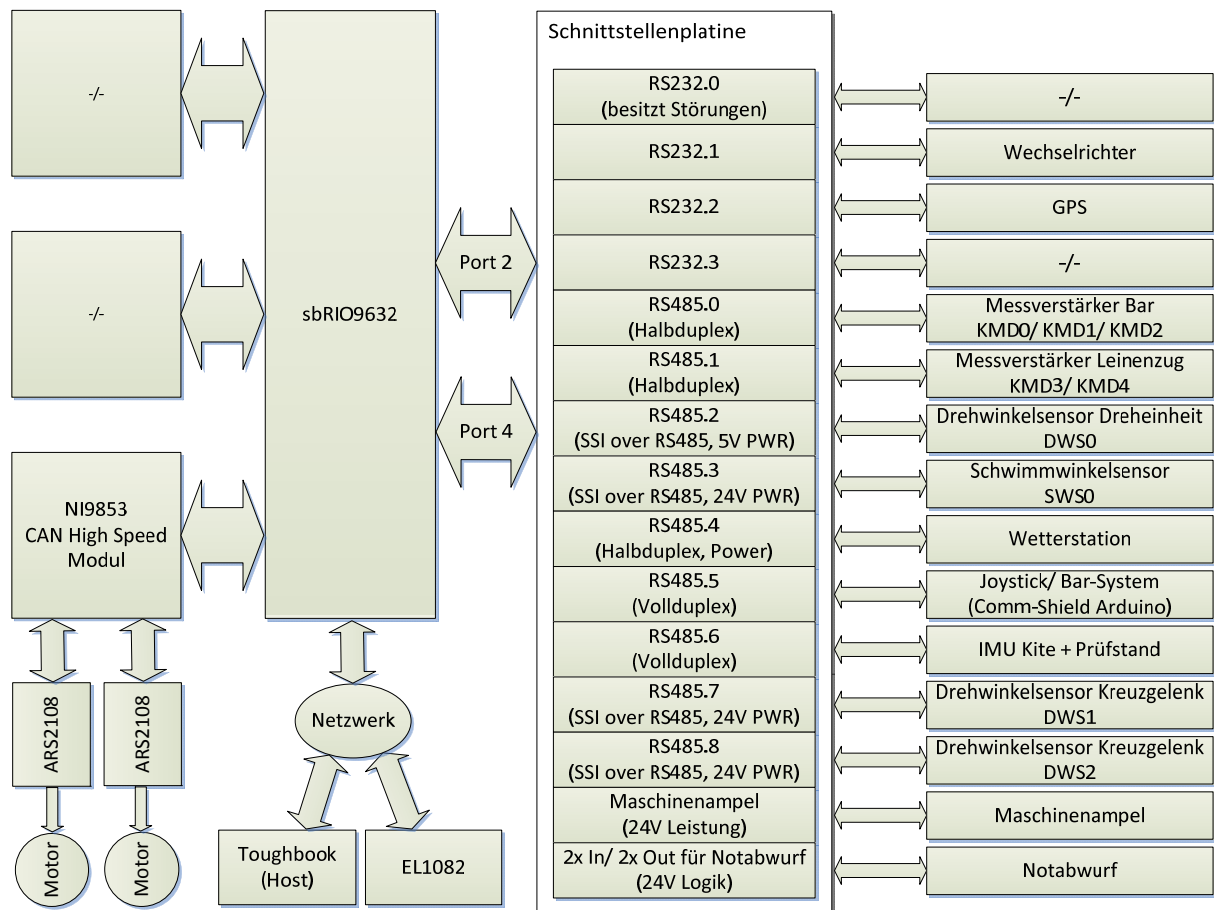 -/-
-/-
NI9853
CAN High Speed
Modul
ARS2108
ARS2108
Motor
Motor
sbRIO9632
Netzwerk
Toughbook
(Host)
EL1082
Port 2
Port 4
Schnittstellenplatine
RS232.0
(besitzt Störungen)
-/-
RS232.1
Wechselrichter
RS232.2
GPS
RS232.3
-/-
RS485.0
(Halbduplex)
Messverstärker Bar
KMD0/ KMD1/ KMD2
RS485.1
(Halbduplex)
Messverstärker Leinenzug
KMD3/ KMD4
RS485.2
(SSI over RS485, 5V PWR)
Drehwinkelsensor Dreheinheit
DWS0
RS485.3
(SSI over RS485, 24V PWR)
Schwimmwinkelsensor
SWS0
RS485.4
(Halbduplex, Power)
Wetterstation
RS485.5
(Vollduplex)
Joystick/ Bar-System
(Comm-Shield Arduino)
RS485.6
(Vollduplex)
IMU Kite + Prüfstand
RS485.7
(SSI over RS485, 24V PWR)
Drehwinkelsensor Kreuzgelenk
DWS1
RS485.8
(SSI over RS485, 24V PWR)
Drehwinkelsensor Kreuzgelenk
DWS2
Maschinenampel
(24V Leistung)
Maschinenampel
2x In/ 2x Out für Notabwurf
(24V Logik)
Notabwurf